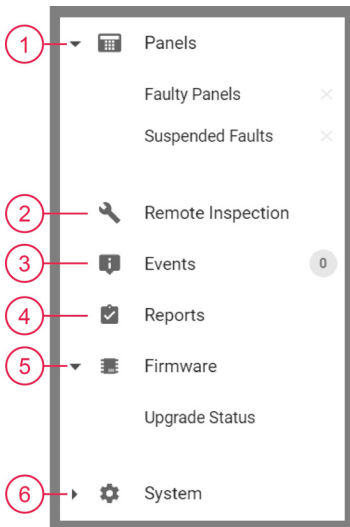 1 Panels
Faulty Panels
Suspended Faults
2 Remote Inspection
3 Events 0
4 Reports
5 Firmware
Upgrade Status
6 System